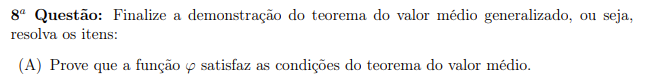 8ª Questão: Finalize a demonstração do teorema do valor médio generalizado, ou seja,
resolva os itens:
(A) Prove que a função φ satisfaz as condições do teorema do valor médio.